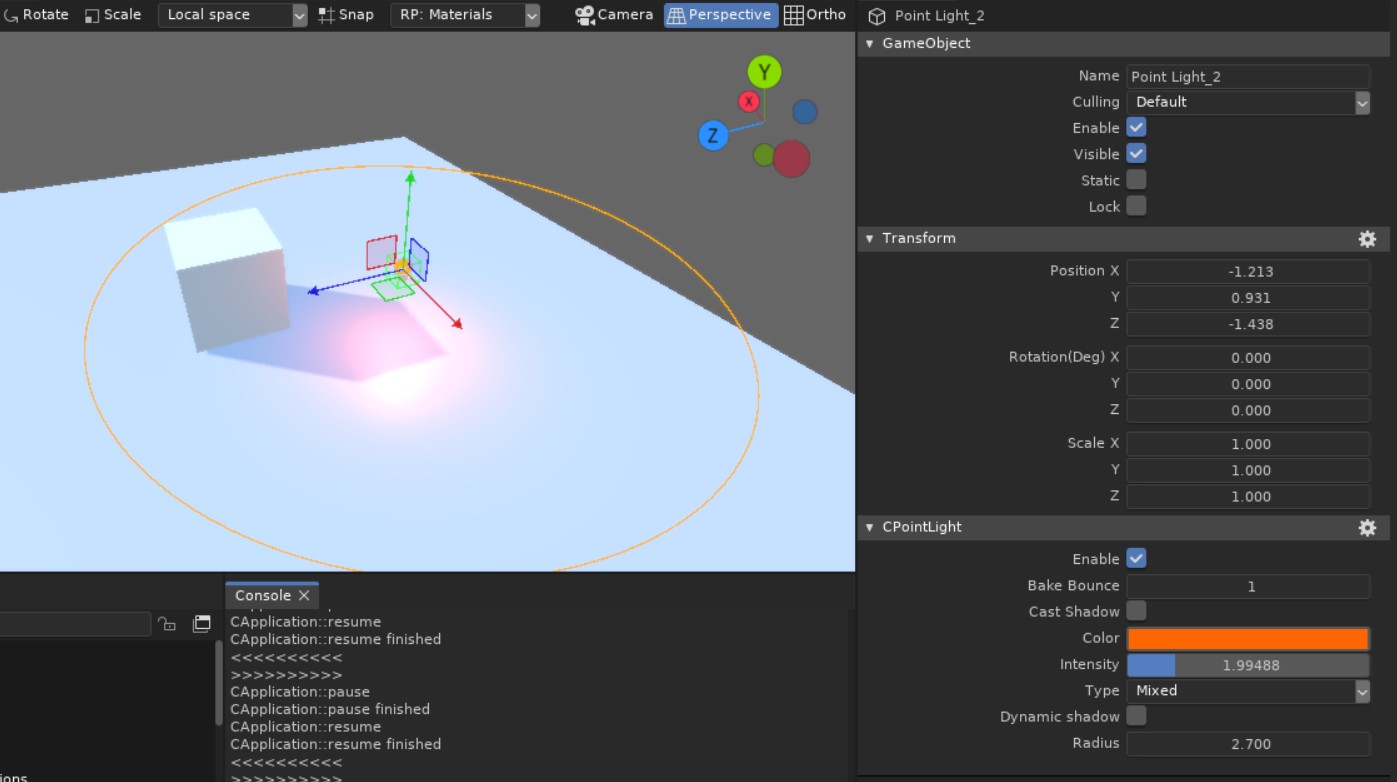 Rotate Scale Local space Snap RP: Materials Camera Perspective Ortho
Y
X
Z
Point Light_2
GameObject
Name Point Light_2
Culling Default
Enable
Visible
Static
Lock
Transform
Position X -1.213
Y 0.931
Z -1.438
Rotation(Deg) X 0.000
Y 0.000
Z 0.000
Scale X 1.000
Y 1.000
Z 1.000
CPointLight
Enable
Bake Bounce 1
Cast Shadow
Color
Intensity 1.99488
Type Mixed
Dynamic shadow
Radius 2.700
Console
CApplication::resume
CApplication::resume finished
<<<<<<<<<<
>>>>>>>>>>
CApplication::pause
CApplication::pause finished
CApplication::resume
CApplication::resume finished
<<<<<<<<<<
>>>>>>>>>>
ions